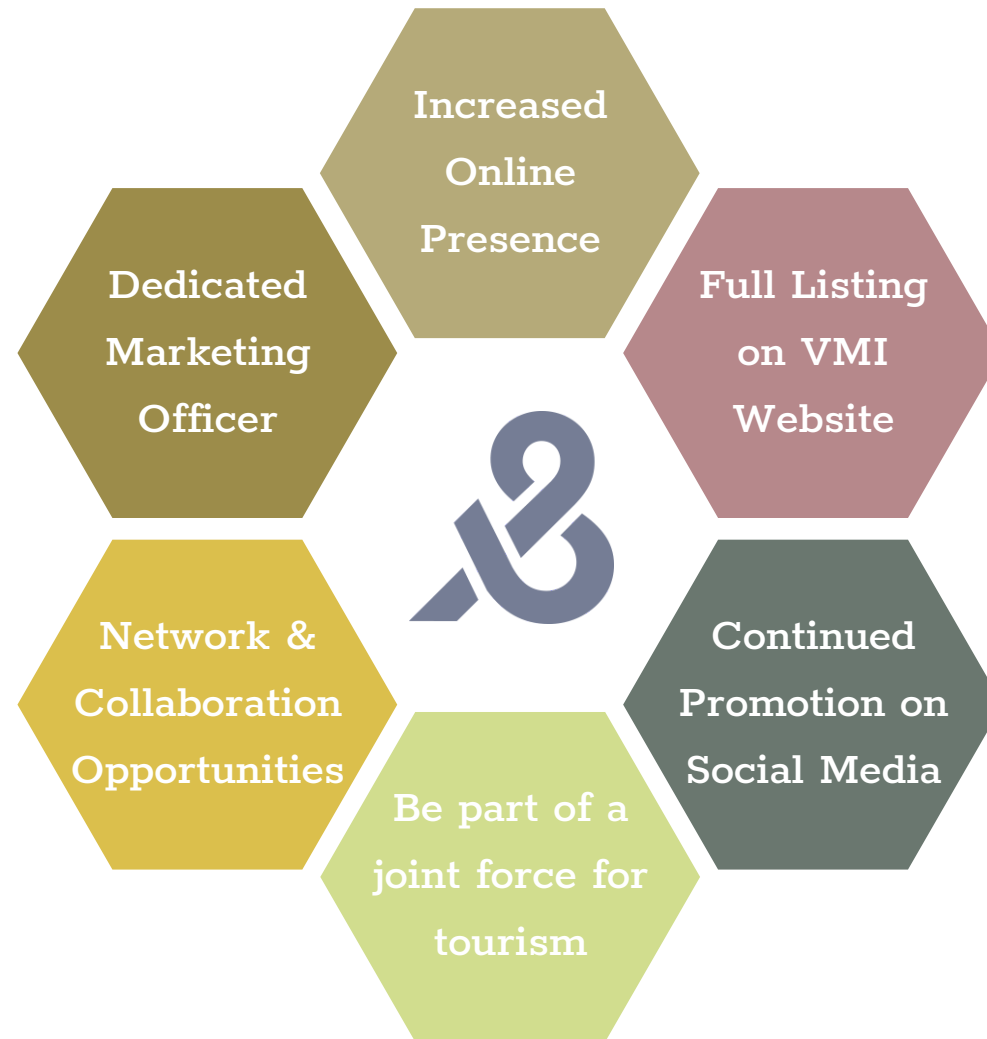 Increased
Online
Presence
Dedicated
Marketing
Officer
Full Listing
on VMI
Website
Network &
Collaboration
Opportunities
Continued
Promotion on
Social Media
Be part of a
joint force for
tourism